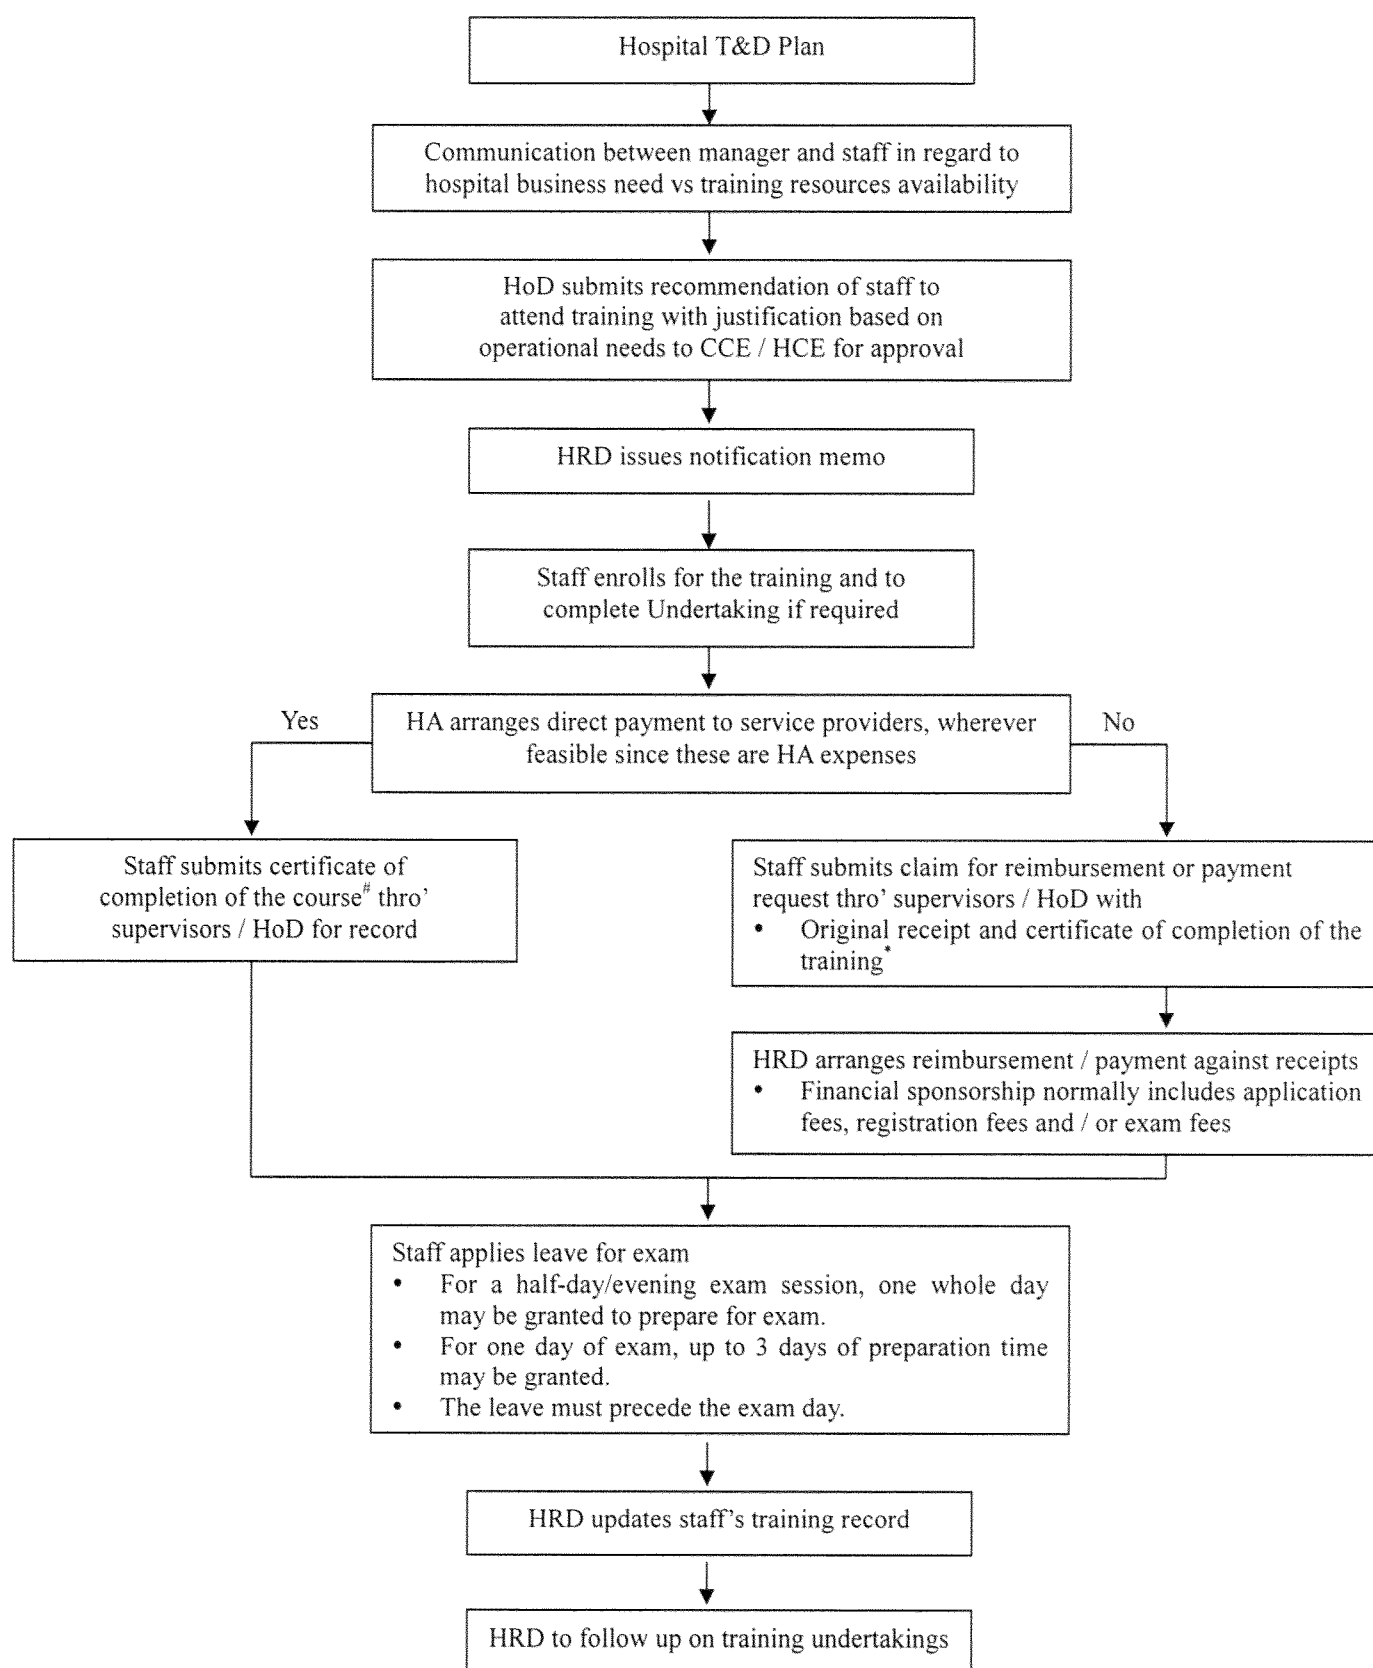 Hospital T&D Plan
Communication between manager and staff in regard to
hospital business need vs training resources availability
HoD submits recommendation of staff to
attend training with justification based on
operational needs to CCE / HCE for approval
HRD issues notification memo
Staff enrolls for the training and to
complete Undertaking if required
Yes
HA arranges direct payment to service providers, wherever
feasible since these are HA expenses
No
Staff submits certificate of
completion of the course# thro'
supervisors / HoD for record
Staff submits claim for reimbursement or payment
request thro' supervisors / HoD with
• Original receipt and certificate of completion of the
training*
HRD arranges reimbursement / payment against receipts
• Financial sponsorship normally includes application
fees, registration fees and / or exam fees
Staff applies leave for exam
• For a half-day/evening exam session, one whole day
may be granted to prepare for exam.
• For one day of exam, up to 3 days of preparation time
may be granted.
• The leave must precede the exam day.
HRD updates staff's training record
HRD to follow up on training undertakings